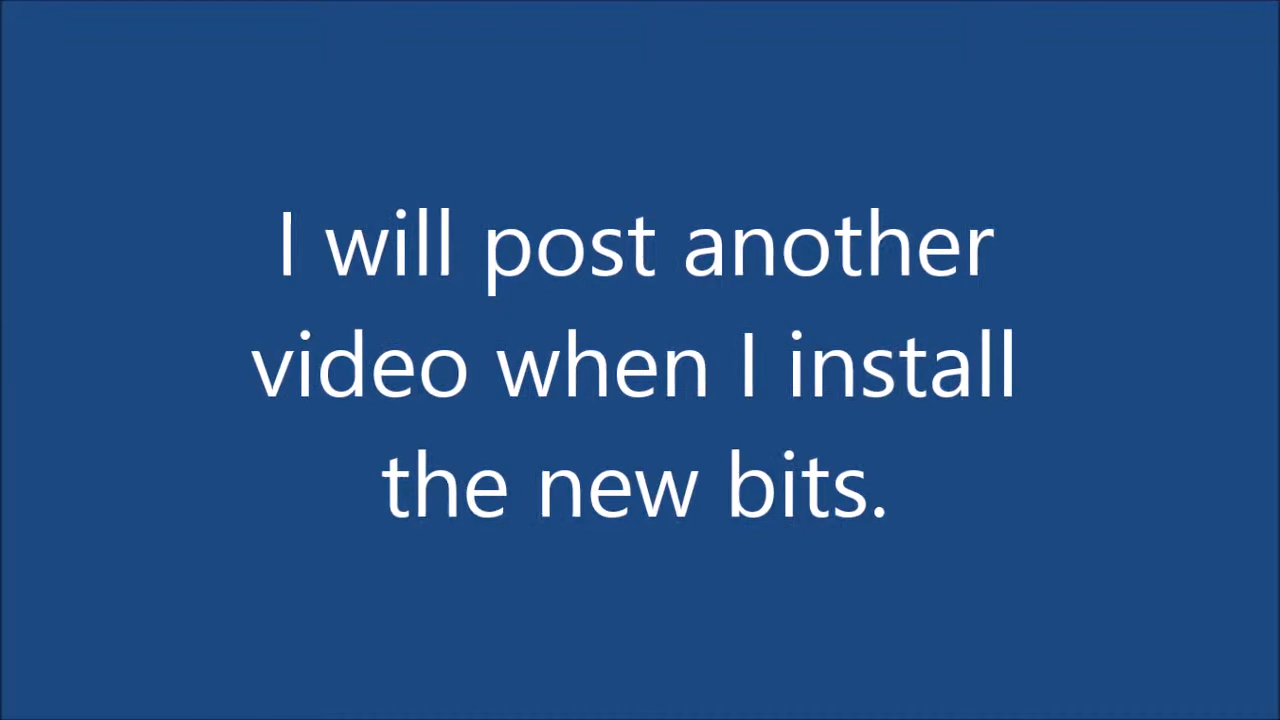 I will post another
video when I install
the new bits.